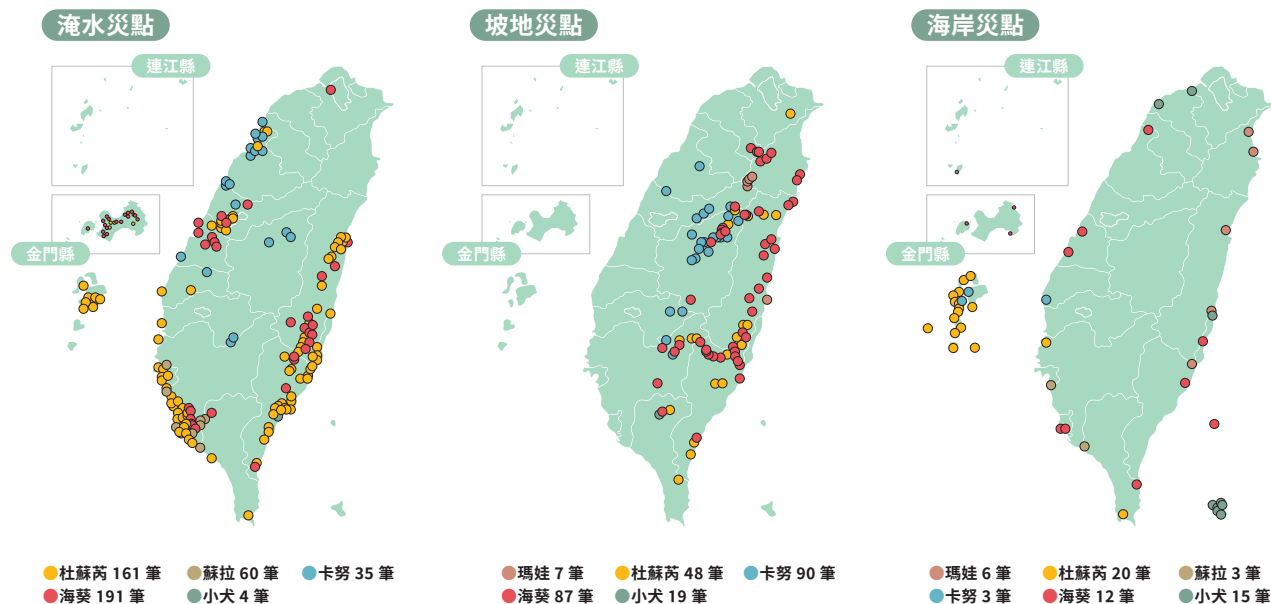 淹水災點
連江縣
金門縣
杜蘇芮 161 筆
蘇拉 60 筆
卡努 35 筆
海葵 191 筆
小犬 4 筆
坡地災點
連江縣
金門縣
瑪娃 7 筆
杜蘇芮 48 筆
卡努 90 筆
海葵 87 筆
小犬 19 筆
海岸災點
連江縣
金門縣
瑪娃 6 筆
杜蘇芮 20 筆
蘇拉 3 筆
卡努 3 筆
海葵 12 筆
小犬 15 筆